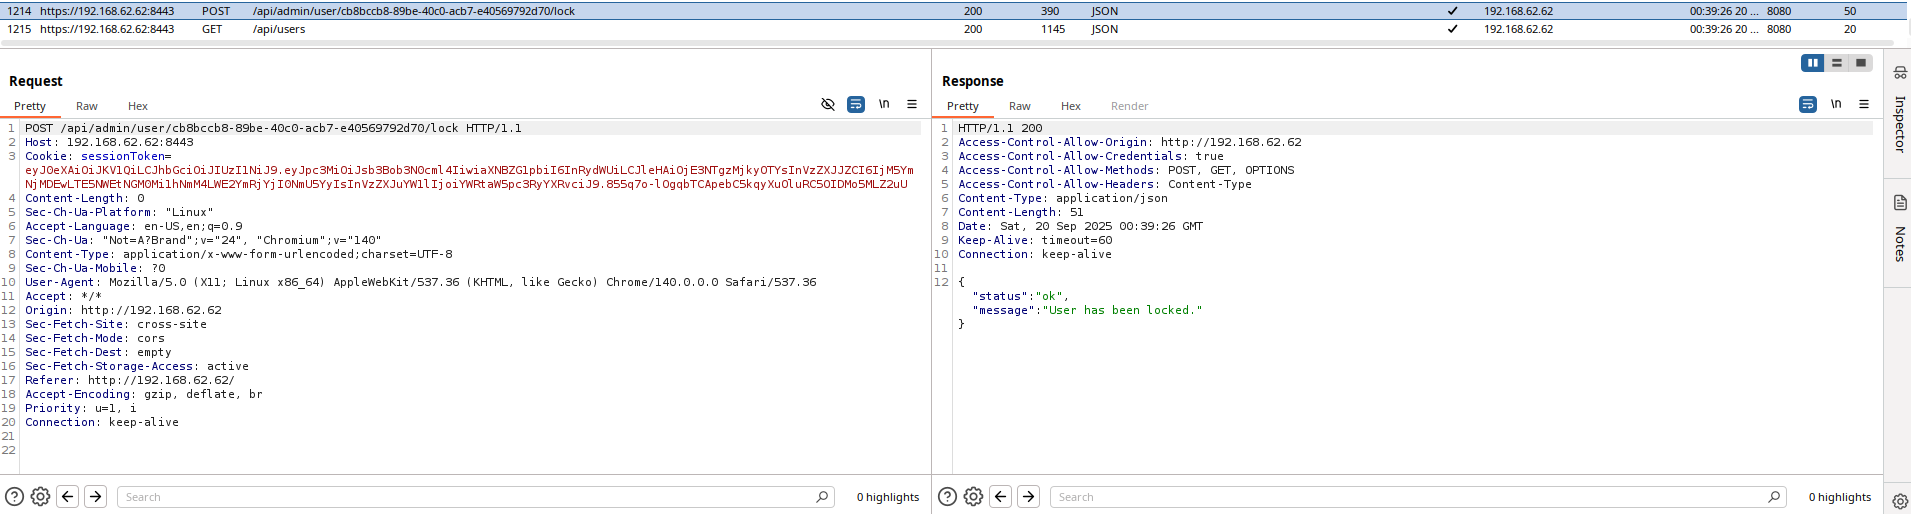 1214 https://192.168.62.62:8443 POST /api/admin/user/cb8bccb8-89be-40c0-acb7-e40569792d70/lock 200 390 JSON ✓ 192.168.62.62 00:39:26 20 ... 8080 50
1215 https://192.168.62.62:8443 GET /api/users 200 1145 JSON ✓ 192.168.62.62 00:39:26 20 ... 8080 20
Request
Pretty Raw Hex \n
1 POST /api/admin/user/cb8bccb8-89be-40c0-acb7-e40569792d70/lock HTTP/1.1
2 Host: 192.168.62.62:8443
3 Cookie: sessionToken=
eyJ0eXAiOiJKV1QiLCJhbGciOiJIUzI1NiJ9.eyJpc3MiOiJsb3Bob3N0cml4IiwiaXNBZG1pbiI6InRydWUiLCJleHAiOjE3NTgzMjkyOTYsInVzZXJJZCI6IjM5Ym
NjMDEwLTE5NWEtNGM0Mi1hNmM4LWE2YmRjYjI0NmU5YyIsInVzZXJuYW1lIjoiYWRtaW5pc3RyYXRvciJ9.855q7o-lOgqbTCApebC5kqyXuOluRC5OIDMo5MLZ2uU
4 Content-Length: 0
5 Sec-Ch-Ua-Platform: "Linux"
6 Accept-Language: en-US,en;q=0.9
7 Sec-Ch-Ua: "Not=A?Brand";v="24", "Chromium";v="140"
8 Content-Type: application/x-www-form-urlencoded;charset=UTF-8
9 Sec-Ch-Ua-Mobile: ?0
10 User-Agent: Mozilla/5.0 (X11; Linux x86_64) AppleWebKit/537.36 (KHTML, like Gecko) Chrome/140.0.0.0 Safari/537.36
11 Accept: */*
12 Origin: http://192.168.62.62
13 Sec-Fetch-Site: cross-site
14 Sec-Fetch-Mode: cors
15 Sec-Fetch-Dest: empty
16 Sec-Fetch-Storage-Access: active
17 Referer: http://192.168.62.62/
18 Accept-Encoding: gzip, deflate, br
19 Priority: u=1, i
20 Connection: keep-alive
21
22
Search 0 highlights
Response
Pretty Raw Hex Render \n
1 HTTP/1.1 200
2 Access-Control-Allow-Origin: http://192.168.62.62
3 Access-Control-Allow-Credentials: true
4 Access-Control-Allow-Methods: POST, GET, OPTIONS
5 Access-Control-Allow-Headers: Content-Type
6 Content-Type: application/json
7 Content-Length: 51
8 Date: Sat, 20 Sep 2025 00:39:26 GMT
9 Keep-Alive: timeout=60
10 Connection: keep-alive
11
12 {
"status":"ok",
"message":"User has been locked."
}
Search 0 highlights
Inspector
Notes